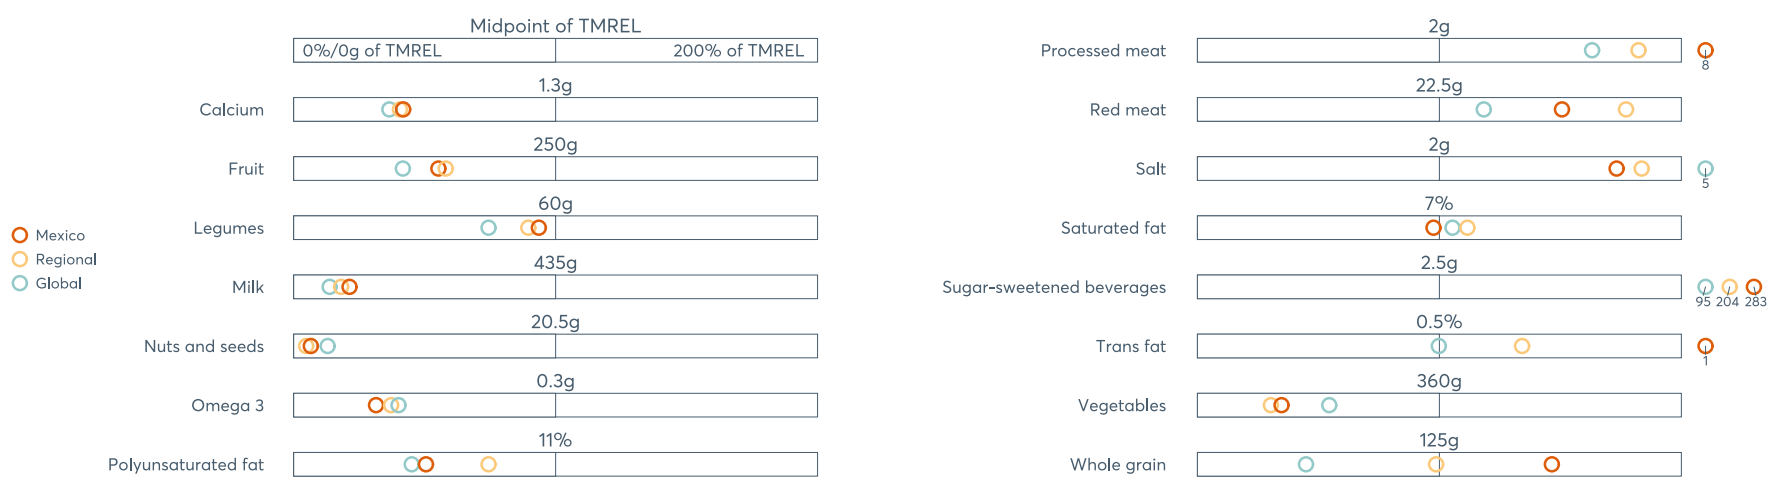 Midpoint of TMREL
0%/0g of TMREL 200% of TMREL
1.3g
Calcium
250g
Fruit
60g
Legumes
435g
Milk
20.5g
Nuts and seeds
0.3g
Omega 3
11%
Polyunsaturated fat
Mexico
Regional
Global
2g
Processed meat
8
22.5g
Red meat
2g
Salt
5
7%
Saturated fat
2.5g
Sugar-sweetened beverages
95 204 283
0.5%
Trans fat
1
360g
Vegetables
125g
Whole grain